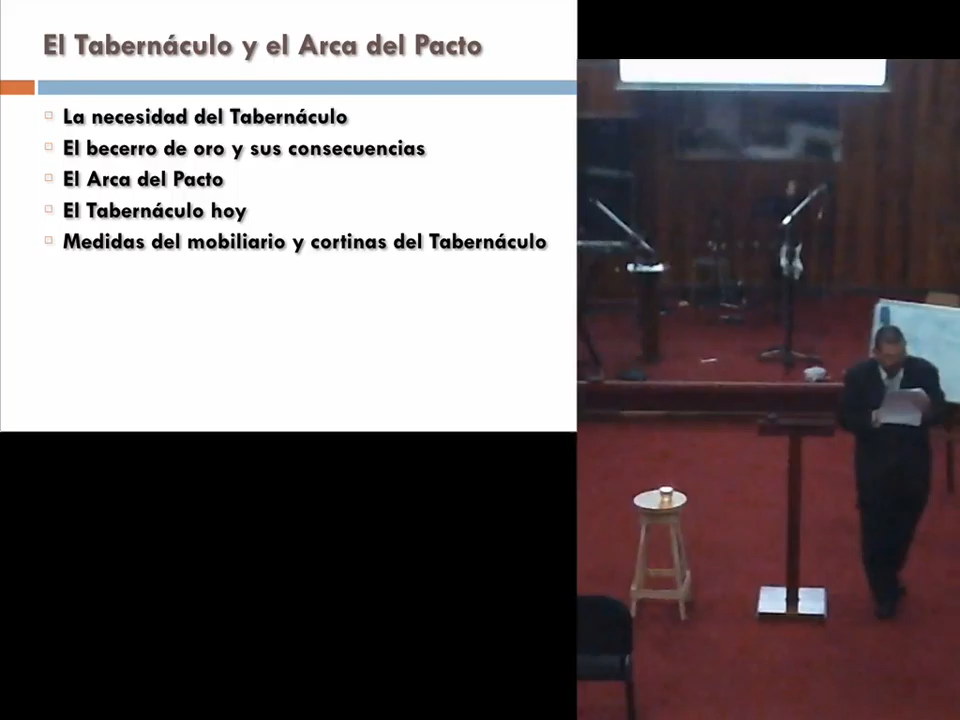 El Tabernáculo y el Arca del Pacto
La necesidad del Tabernáculo
El becerro de oro y sus consecuencias
El Arca del Pacto
El Tabernáculo hoy
Medidas del mobiliario y cortinas del Tabernáculo